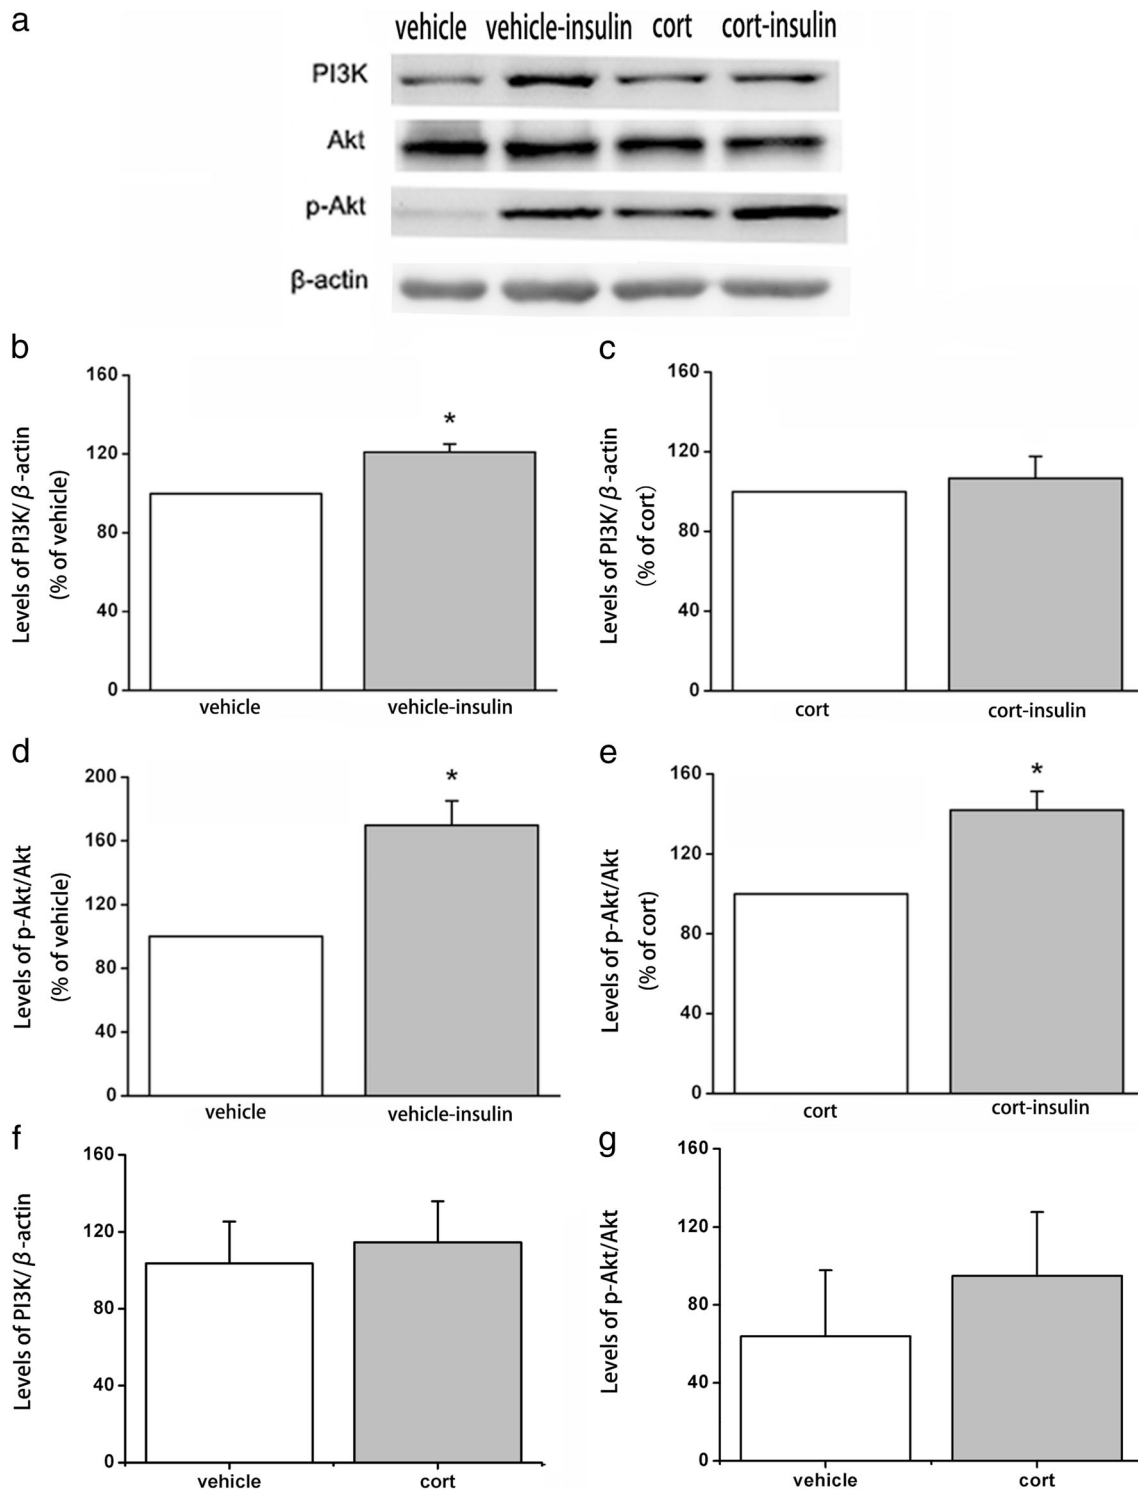 a
vehicle vehicle-insulin cort cort-insulin
PI3K
Akt
p-Akt
β-actin
b
Levels of PI3K/β-actin
(% of vehicle)
160
120
80
40
0
*
vehicle vehicle-insulin
c
Levels of PI3K/β-actin
(% of cort)
160
120
80
40
0
cort cort-insulin
d
Levels of p-Akt/Akt
(% of vehicle)
200
160
120
80
40
0
*
vehicle vehicle-insulin
e
Levels of p-Akt/Akt
(% of cort)
160
120
80
40
0
*
cort cort-insulin
f
Levels of PI3K/β-actin
160
120
80
40
0
vehicle cort
g
Levels of p-Akt/Akt
160
120
80
40
0
vehicle cort